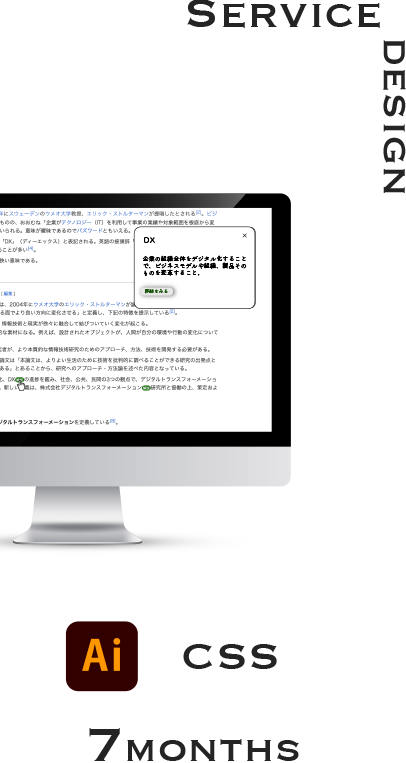 SERVICE
DESIGN
年にスウェーデンのウメオ大学教授、エリック・ストルターマンが提唱したとされる[2]。ビジ
ものの、おおむね「企業がテクノロジー（IT）を利用して事業の業績や対象範囲を根底から変
いられる。意味が曖昧であるのでバズワードともいえる。
「DX」（ディーエックス）と表記される。英語の接頭辞「
ることが多い[4]。
狭い意味である。
DX
×
企業の組織全体をデジタル化すること
で、ビジネスモデルや組織、製品その
ものを変革すること。
詳細をみる
[編集]
は、2004年にウメオ大学のエリック・ストルターマンが
る面でより良い方向に変化させる」と定義し、下記の特徴を提示している
情報技術と現実が徐々に融合して結びついていく変化が起こる。
的な素材になる。例えば、設計されたオブジェクトが、人間が自分の環境や行動の変化について
究者が、より本質的な情報技術研究のためのアプローチ、方法、技術を開発する必要がある。
論文は「本論文は、よりよい生活のために技術を批判的に調べることができる研究の出発点と
ある」とあることから、研究へのアプローチ・方法論を述べた内容となっている。
DX の進捗を鑑み、社会、公共、民間の3つの観点で、デジタルトランスフォーメーショ
新しい 義は、株式会社デジタルトランスフォーメーション 研究所と協働の上、策定およ
ジタルトランスフォーメーションを定義している
Ai
CSS
7MONTHS